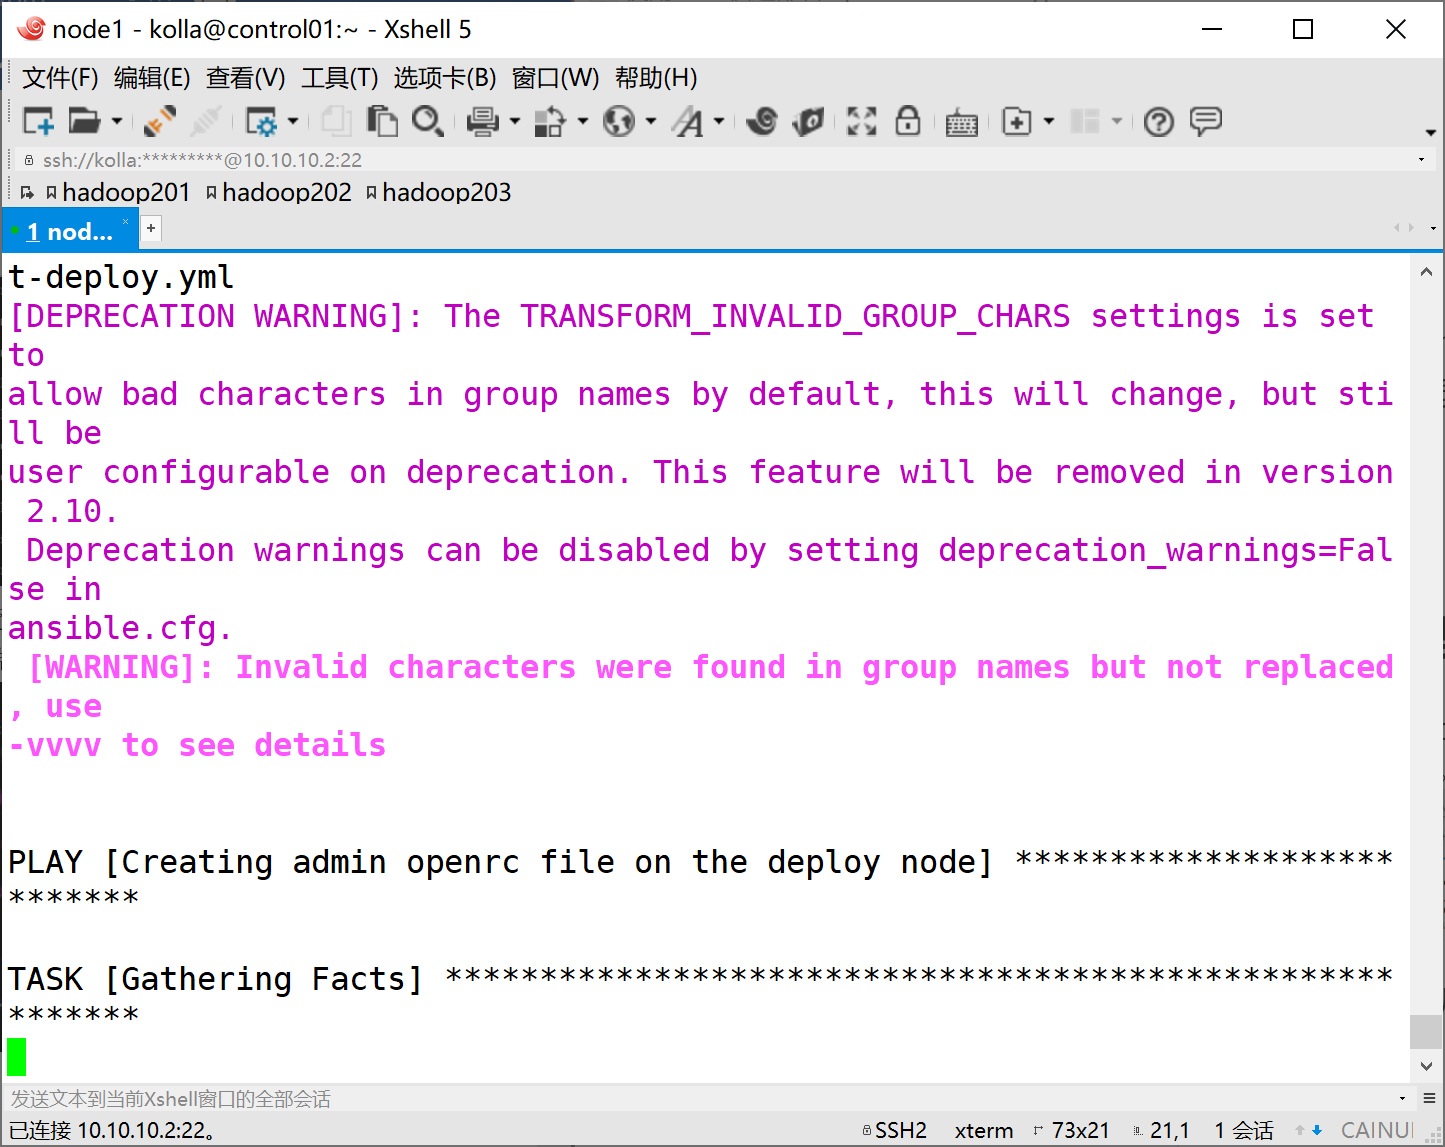 node1 - kolla@control01:~ - Xshell 5
文件(F) 编辑(E) 查看(V) 工具(T) 选项卡(B) 窗口(W) 帮助(H)
ssh://kolla:*********@10.10.10.2:22
hadoop201 hadoop202 hadoop203
1 nod... × +
t-deploy.yml
[DEPRECATION WARNING]: The TRANSFORM_INVALID_GROUP_CHARS settings is set
to
allow bad characters in group names by default, this will change, but sti
ll be
user configurable on deprecation. This feature will be removed in version
 2.10.
 Deprecation warnings can be disabled by setting deprecation_warnings=Fal
se in
ansible.cfg.
 [WARNING]: Invalid characters were found in group names but not replaced
, use
-vvvv to see details
PLAY [Creating admin openrc file on the deploy node] ********************
*******
TASK [Gathering Facts] **************************************************
*******
发送文本到当前Xshell窗口的全部会话
已连接 10.10.10.2:22。 SSH2 xterm 73x21 21,1 1 会话 CAINUI